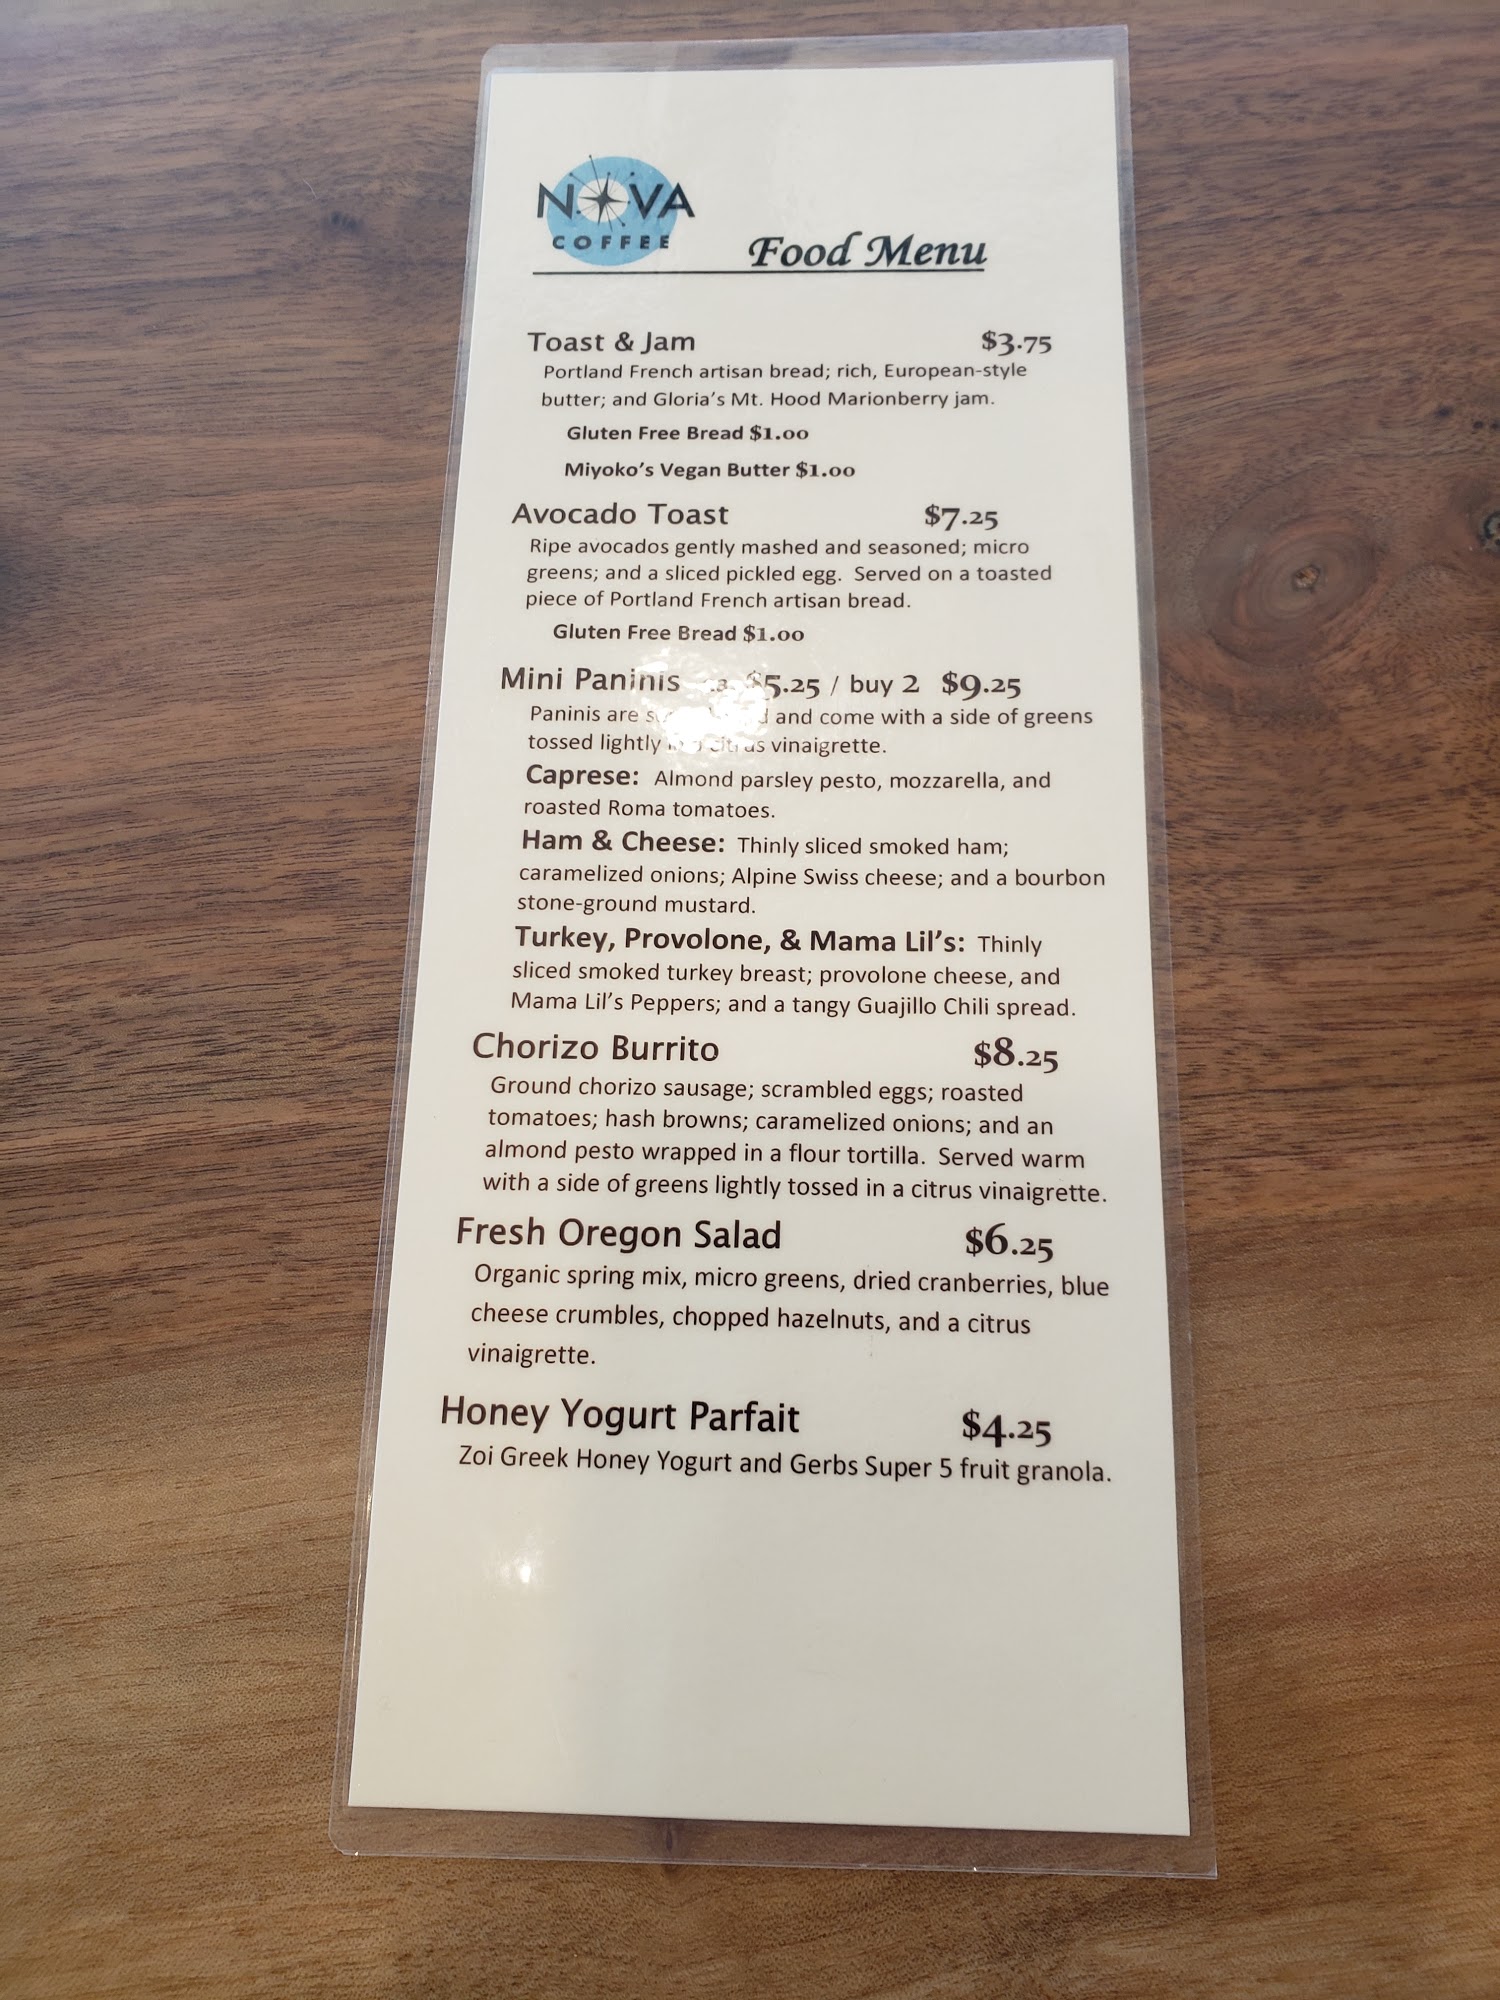 NOVA
COFFEE
Food Menu
Toast & Jam $3.75
Portland French artisan bread; rich, European-style
butter; and Gloria's Mt. Hood Marionberry jam.
Gluten Free Bread $1.00
Miyoko's Vegan Butter $1.00
Avocado Toast $7.25
Ripe avocados gently mashed and seasoned; micro
greens; and a sliced pickled egg. Served on a toasted
piece of Portland French artisan bread.
Gluten Free Bread $1.00
Mini Paninis $5.25 / buy 2 $9.25
Paninis are and come with a side of greens
tossed lightly citrus vinaigrette.
Caprese: Almond parsley pesto, mozzarella, and
roasted Roma tomatoes.
Ham & Cheese: Thinly sliced smoked ham;
caramelized onions; Alpine Swiss cheese; and a bourbon
stone-ground mustard.
Turkey, Provolone, & Mama Lil's: Thinly
sliced smoked turkey breast; provolone cheese, and
Mama Lil's Peppers; and a tangy Guajillo Chili spread.
Chorizo Burrito $8.25
Ground chorizo sausage; scrambled eggs; roasted
tomatoes; hash browns; caramelized onions; and an
almond pesto wrapped in a flour tortilla. Served warm
with a side of greens lightly tossed in a citrus vinaigrette.
Fresh Oregon Salad $6.25
Organic spring mix, micro greens, dried cranberries, blue
cheese crumbles, chopped hazelnuts, and a citrus
vinaigrette.
Honey Yogurt Parfait $4.25
Zoi Greek Honey Yogurt and Gerbs Super 5 fruit granola.